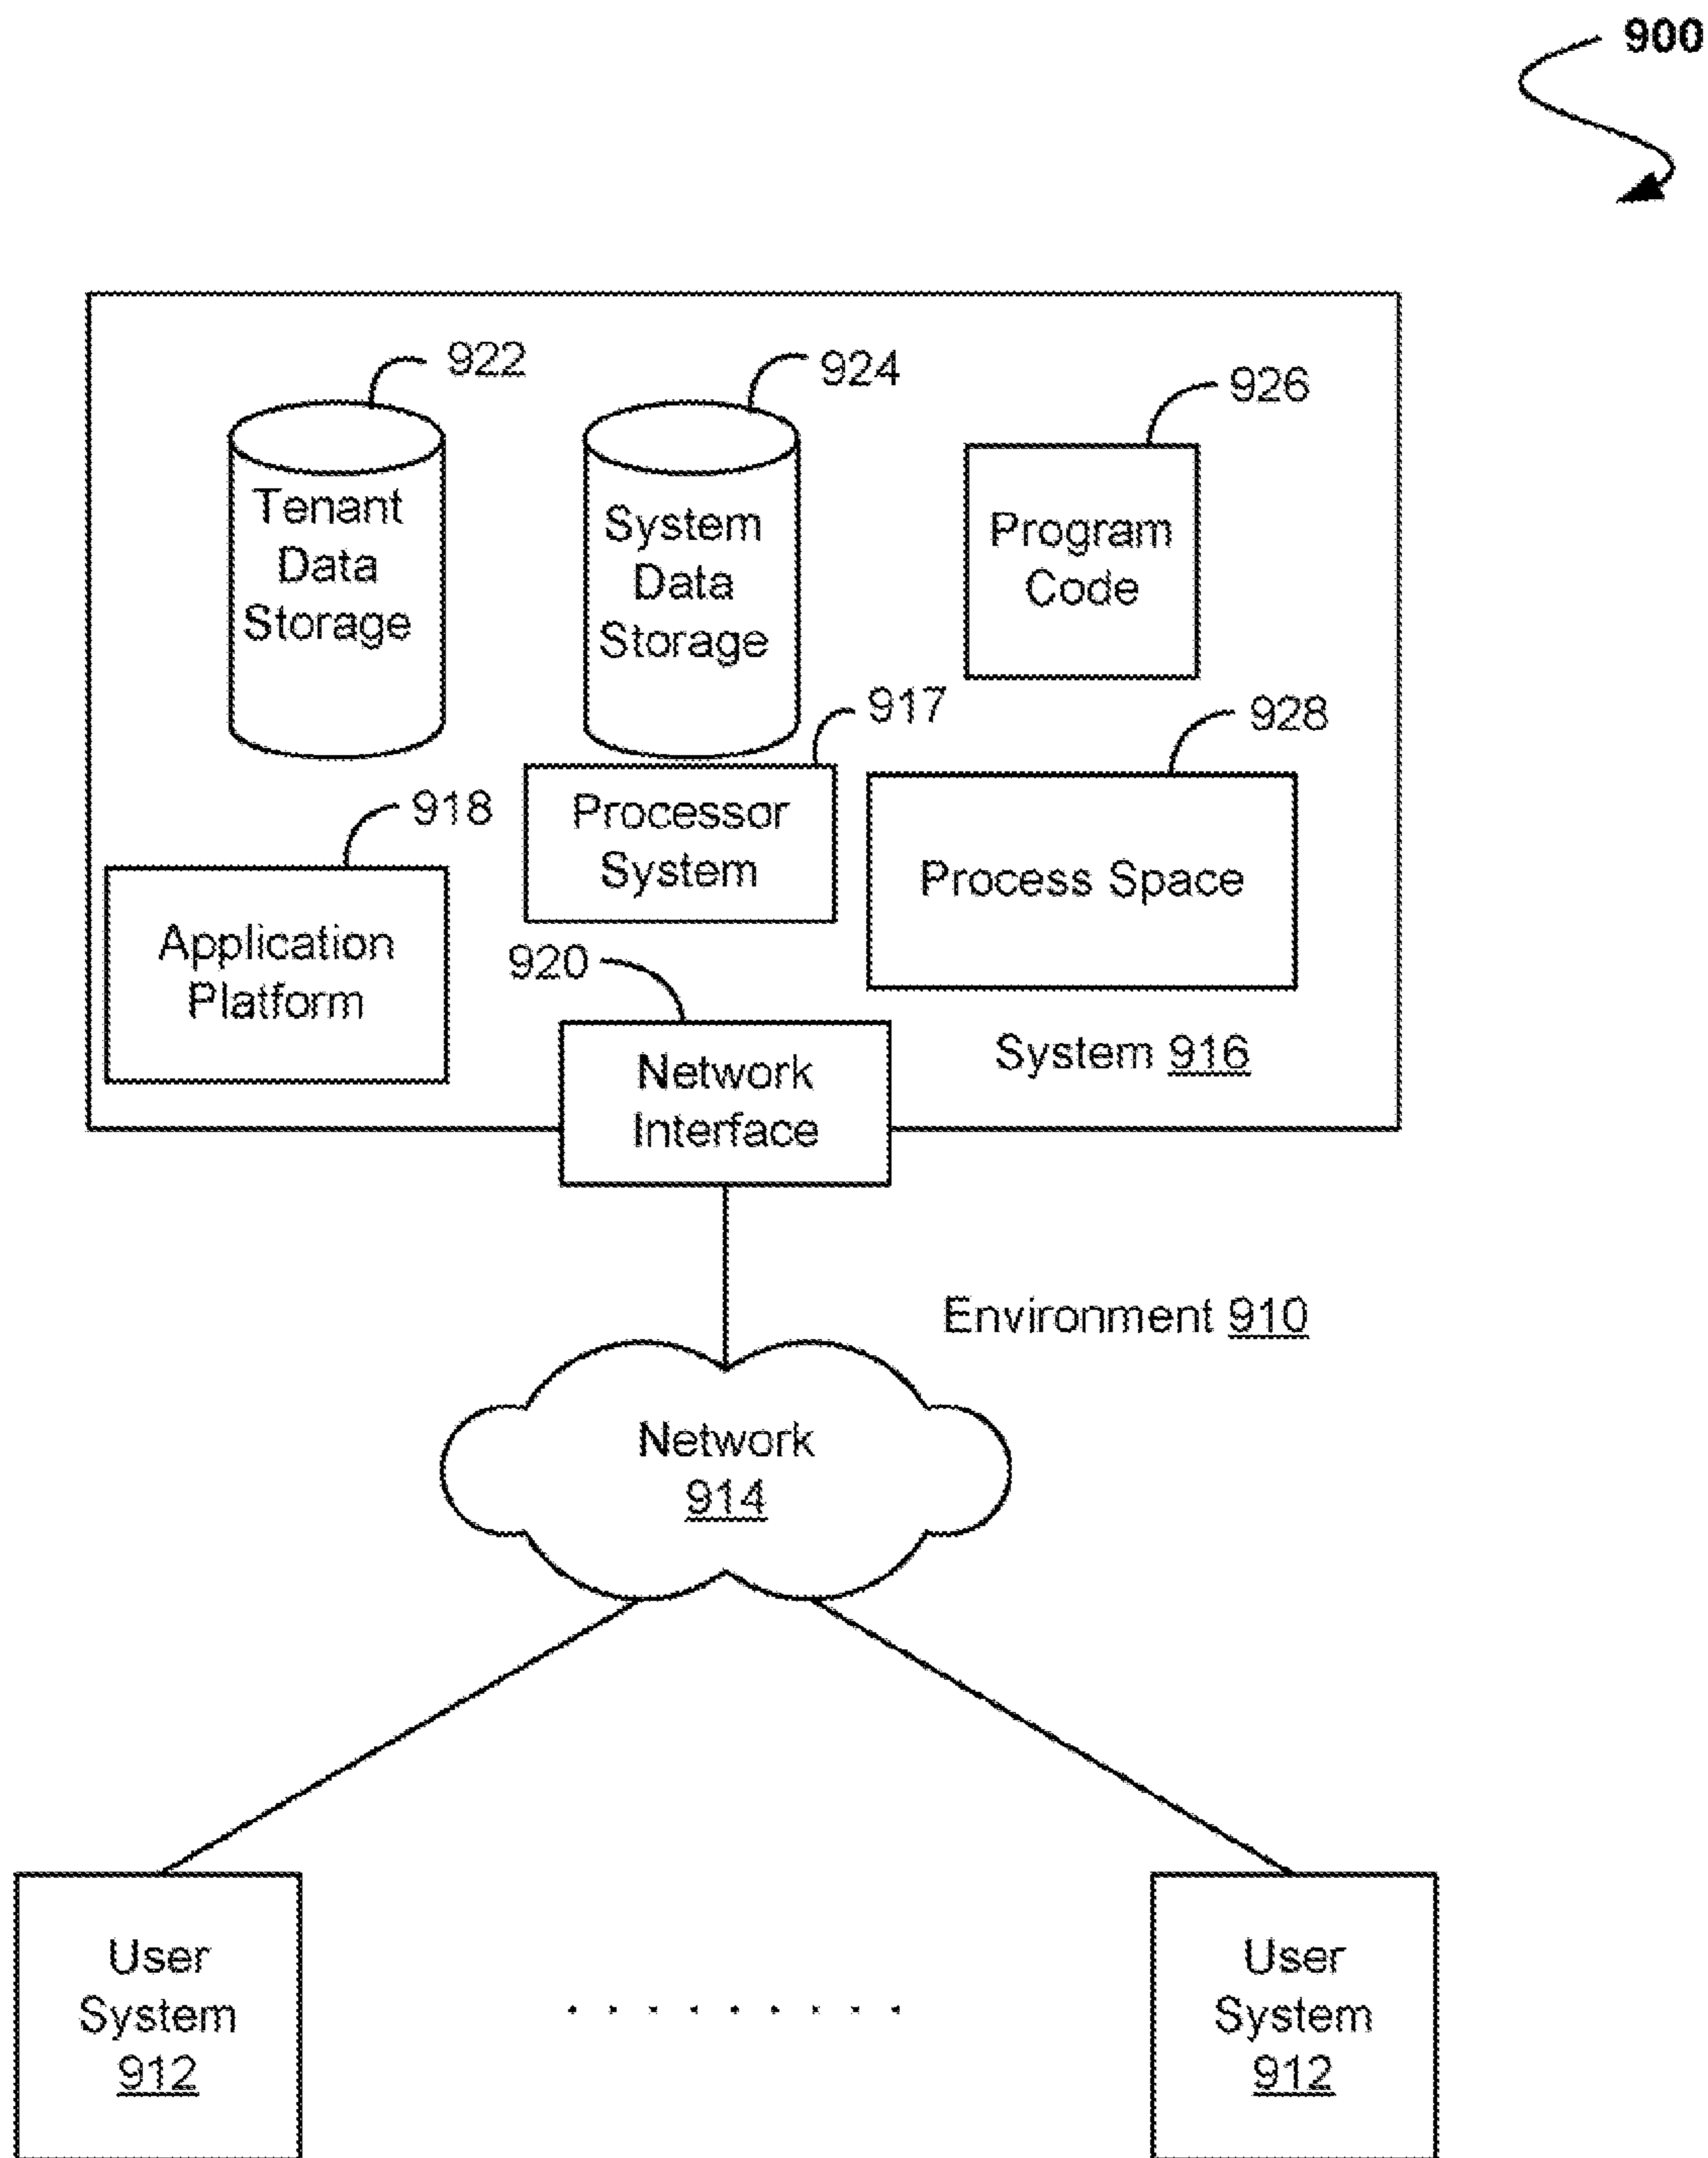 900
922
924
926
Tenant
Data
Storage
System
Data
Storage
Program
Code
917
928
918
Processor
System
Process Space
Application
Platform
920
Network
Interface
System 916
Environment 910
Network
914
User
System
912
User
System
912